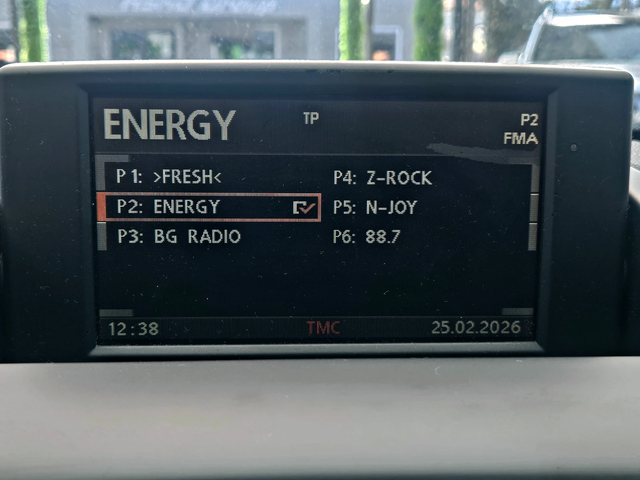 ENERGY TP P2
FMA
P1: >FRESH< P4: Z-ROCK
P2: ENERGY P5: N-JOY
P3: BG RADIO P6: 88.7
12:38 TMC 25.02.2026